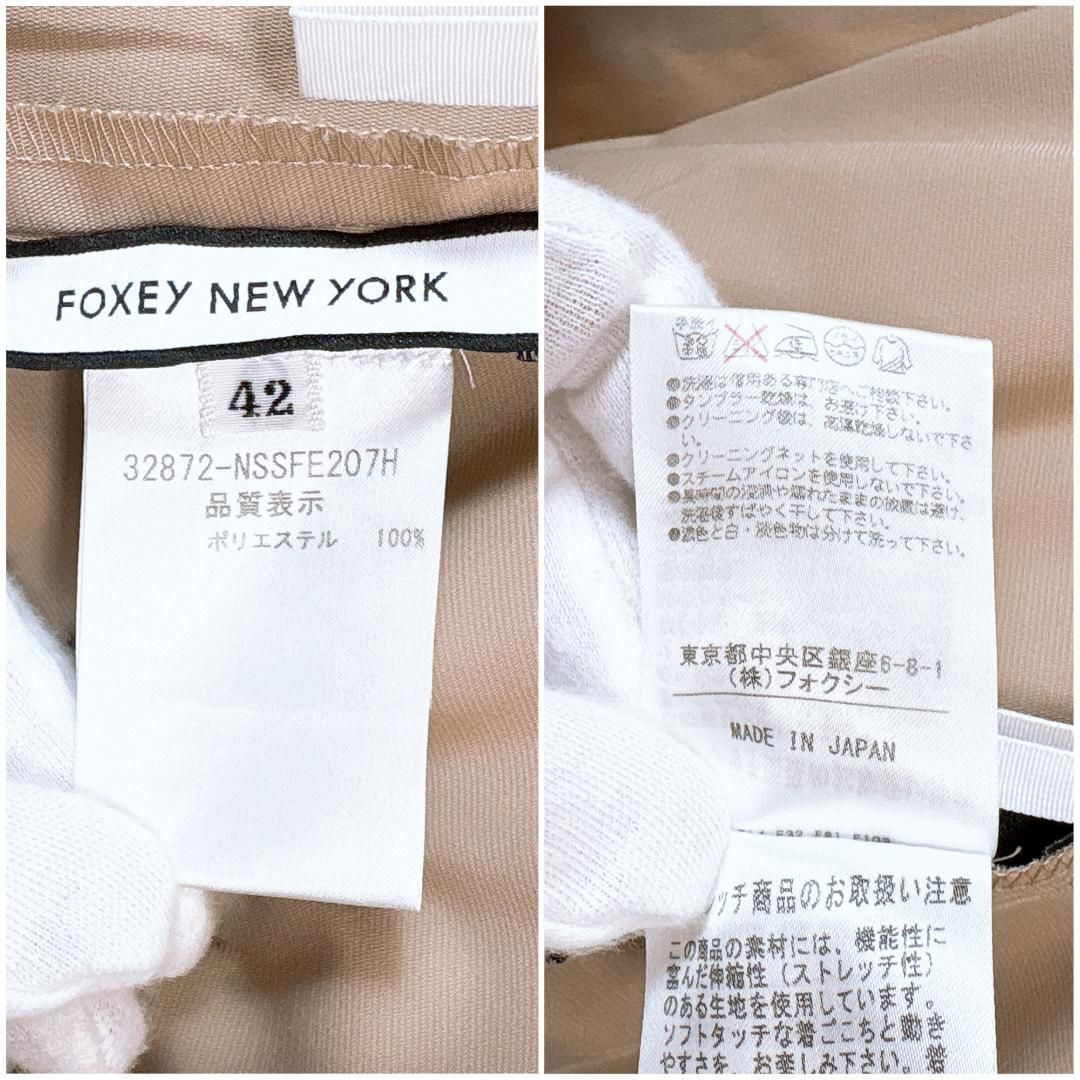 FOXEY NEW YORK
42
32872-NSSFE207H
品質表示
ポリエステル 100%
●洗濯は信用ある専門店へご相談下さい。
●タンブラー乾燥は、お避け下さい。
●クリーニング後は、高温乾燥しないで下さ
い。
●クリーニングネットを使用して下さい。
●スチームアイロンを使用しないで下さい。
●長時間の浸漬や濡れたままの放置は避け、
洗濯後すばやく干して下さい。
●濃色と白・淡色物は分けて洗って下さい。
東京都中央区銀座6-8-1
(株)フォクシー
MADE IN JAPAN
ッチ商品のお取扱い注意
この商品の素材には、機能性に
富んだ伸縮性(ストレッチ性)
のある生地を使用しています。
ソフトタッチな着ごこちと動き
やすさを、お楽しみ下さい。